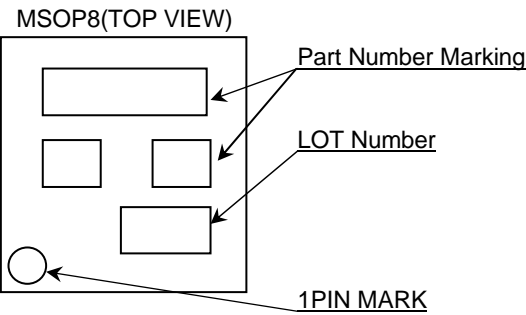 MSOP8(TOP VIEW)
Part Number Marking
LOT Number
1PIN MARK